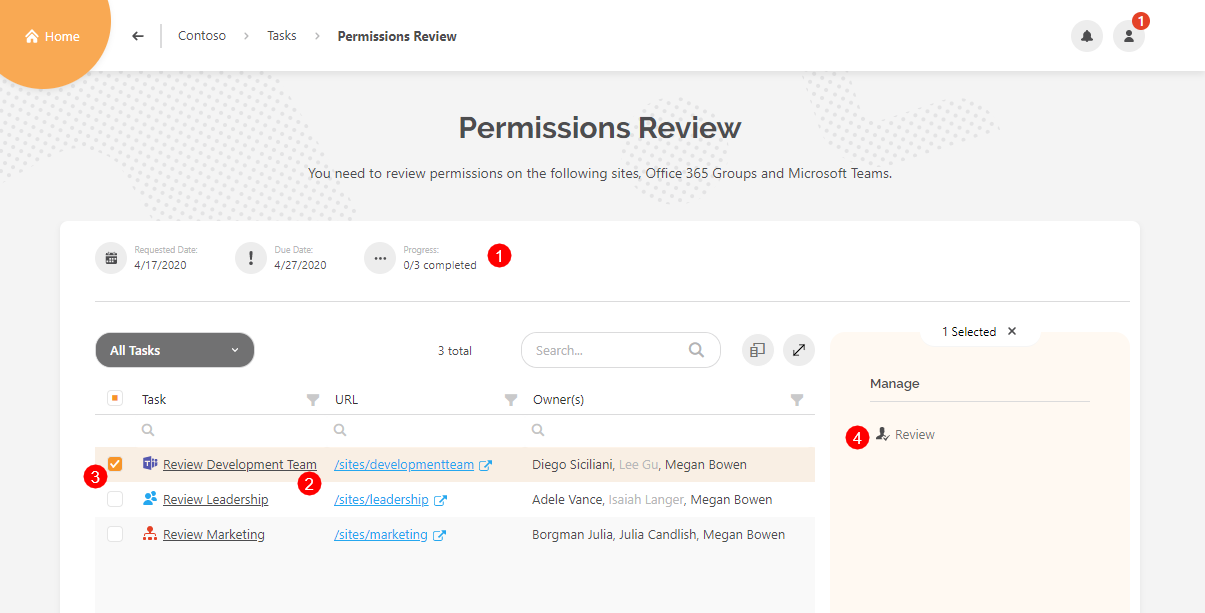 Home
Contoso > Tasks > Permissions Review
1
Permissions Review
You need to review permissions on the following sites, Office 365 Groups and Microsoft Teams.
Requested Date:
4/17/2020
Due Date:
4/27/2020
Progress:
0/3 completed
1
All Tasks
3 total
Search...
1 Selected
Manage
4 Review
Task URL Owner(s)
Review Development Team /sites/developmentteam Diego Siciliani, Lee Gu, Megan Bowen
3 2
Review Leadership /sites/leadership Adele Vance, Isaiah Langer, Megan Bowen
Review Marketing /sites/marketing Borgman Julia, Julia Candlish, Megan Bowen